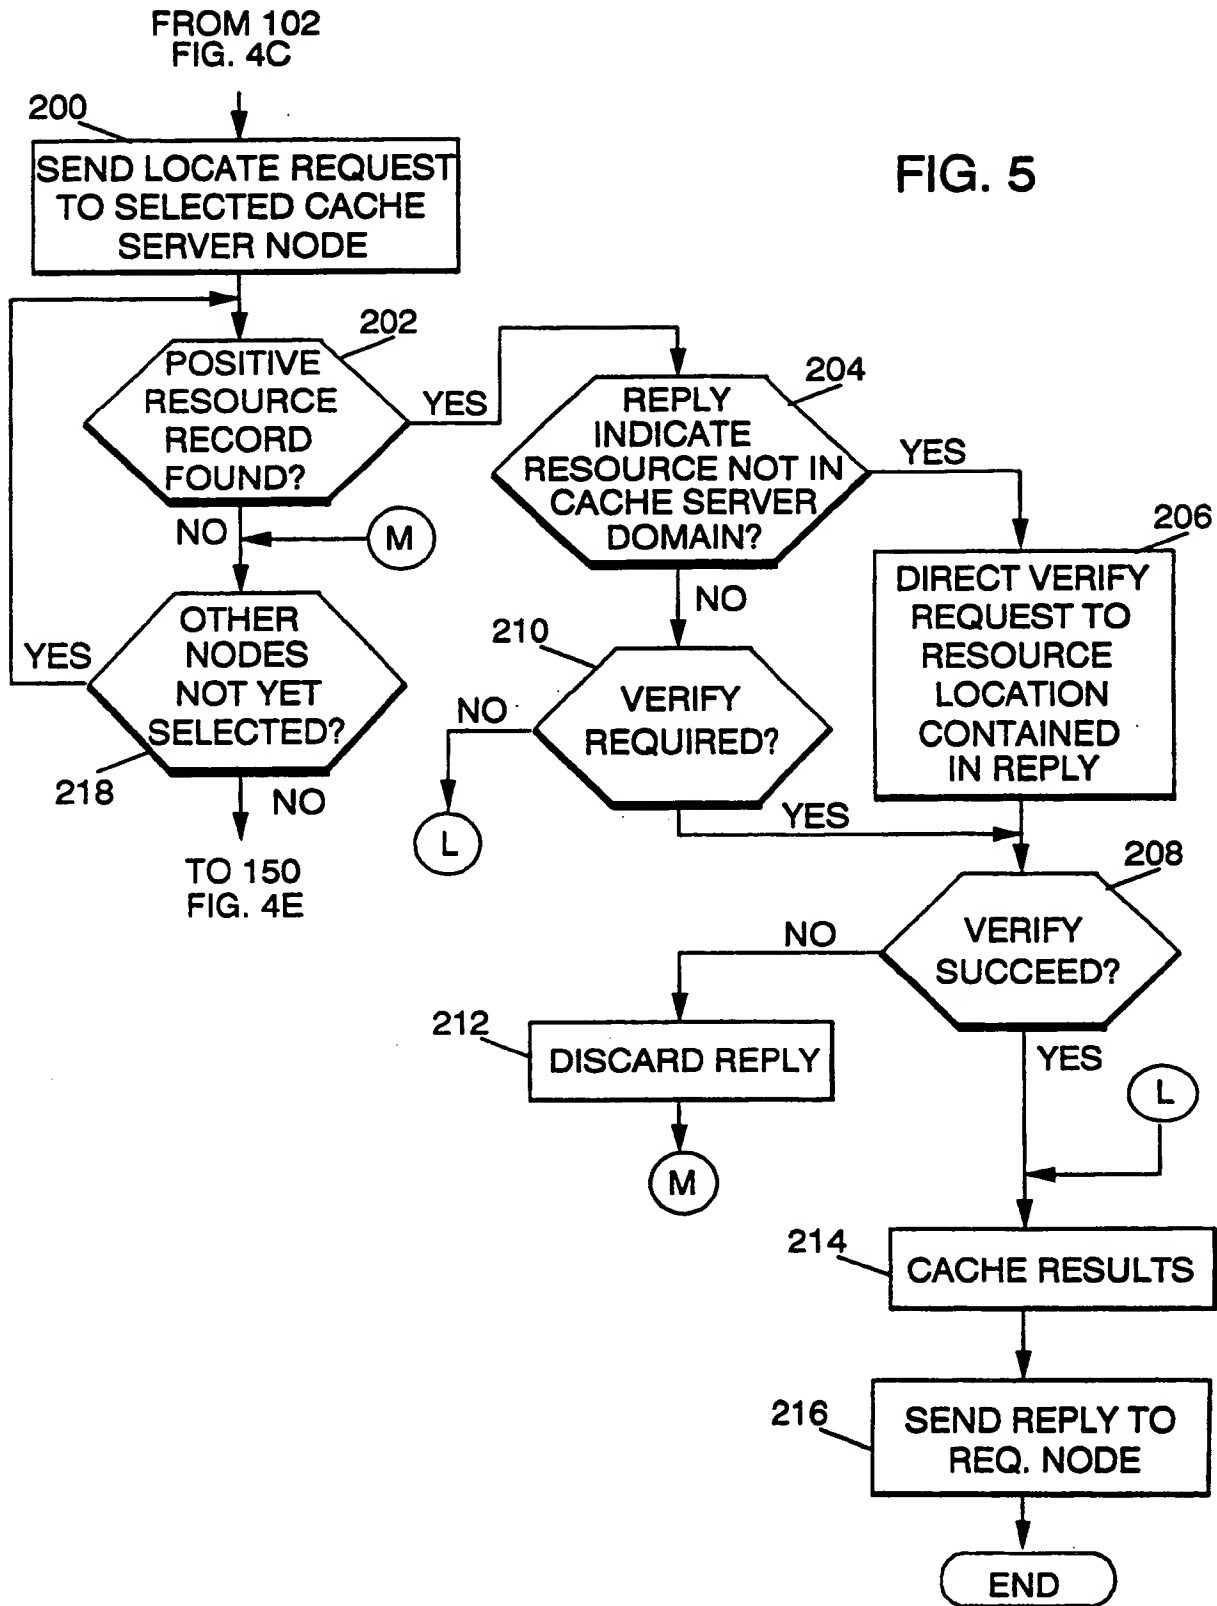 FROM 102
FIG. 4C
200
SEND LOCATE REQUEST
TO SELECTED CACHE
SERVER NODE
FIG. 5
202
POSITIVE
RESOURCE
RECORD
FOUND?
YES
NO
M
204
REPLY
INDICATE
RESOURCE NOT IN
CACHE SERVER
DOMAIN?
YES
NO
206
DIRECT VERIFY
REQUEST TO
RESOURCE
LOCATION
CONTAINED
IN REPLY
OTHER
NODES
NOT YET
SELECTED?
YES
218
NO
TO 150
FIG. 4E
210
VERIFY
REQUIRED?
NO
L
YES
208
VERIFY
SUCCEED?
NO
YES
212
DISCARD REPLY
M
L
214
CACHE RESULTS
216
SEND REPLY TO
REQ. NODE
END